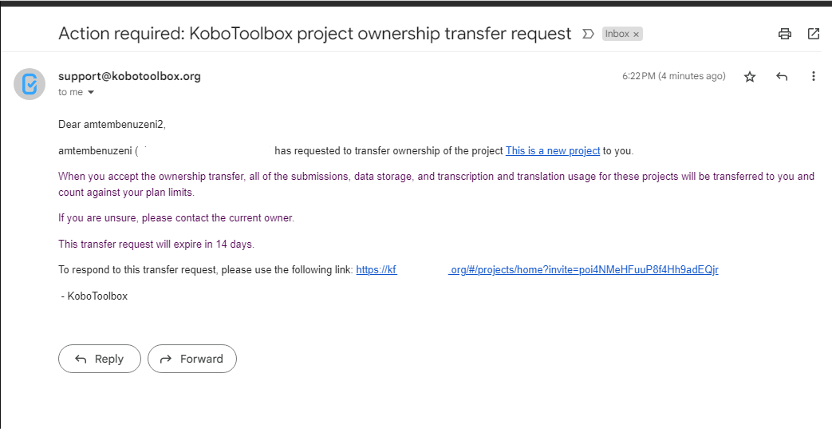 Action required: KoboToolbox project ownership transfer request Inbox ×
support@kobotoolbox.org 6:22 PM (4 minutes ago)
to me
Dear amtembenuzeni2,
amtembenuzeni ( has requested to transfer ownership of the project This is a new project to you.
When you accept the ownership transfer, all of the submissions, data storage, and transcription and translation usage for these projects will be transferred to you and
count against your plan limits.
If you are unsure, please contact the current owner.
This transfer request will expire in 14 days.
To respond to this transfer request, please use the following link: https://kf .org/#/projects/home?invite=poi4NMeHFuuP8f4Hh9adEQjr
- KoboToolbox
Reply Forward